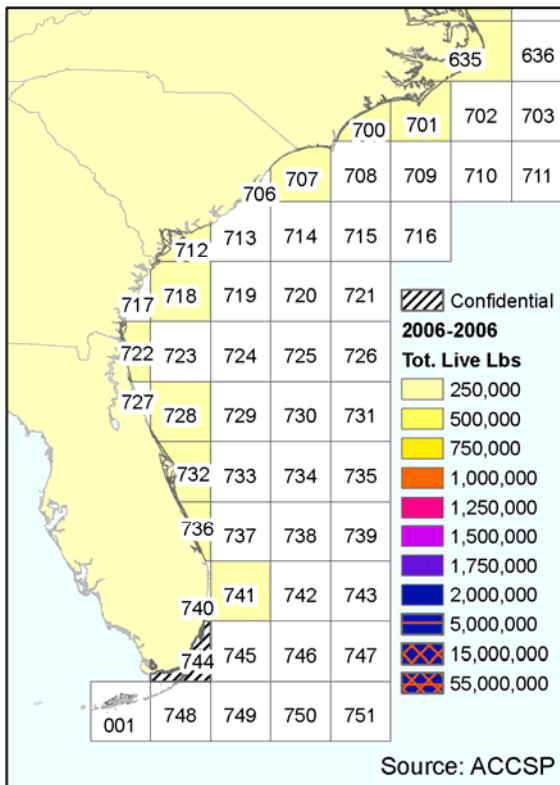 635 636
700 701 702 703
706 707 708 709 710 711
712 713 714 715 716
717 718 719 720 721
722 723 724 725 726
727 728 729 730 731
732 733 734 735
736 737 738 739
740 741 742 743
744 745 746 747
001 748 749 750 751
Confidential
2006-2006
Tot. Live Lbs
250,000
500,000
750,000
1,000,000
1,250,000
1,500,000
1,750,000
2,000,000
5,000,000
15,000,000
55,000,000
Source: ACCSP